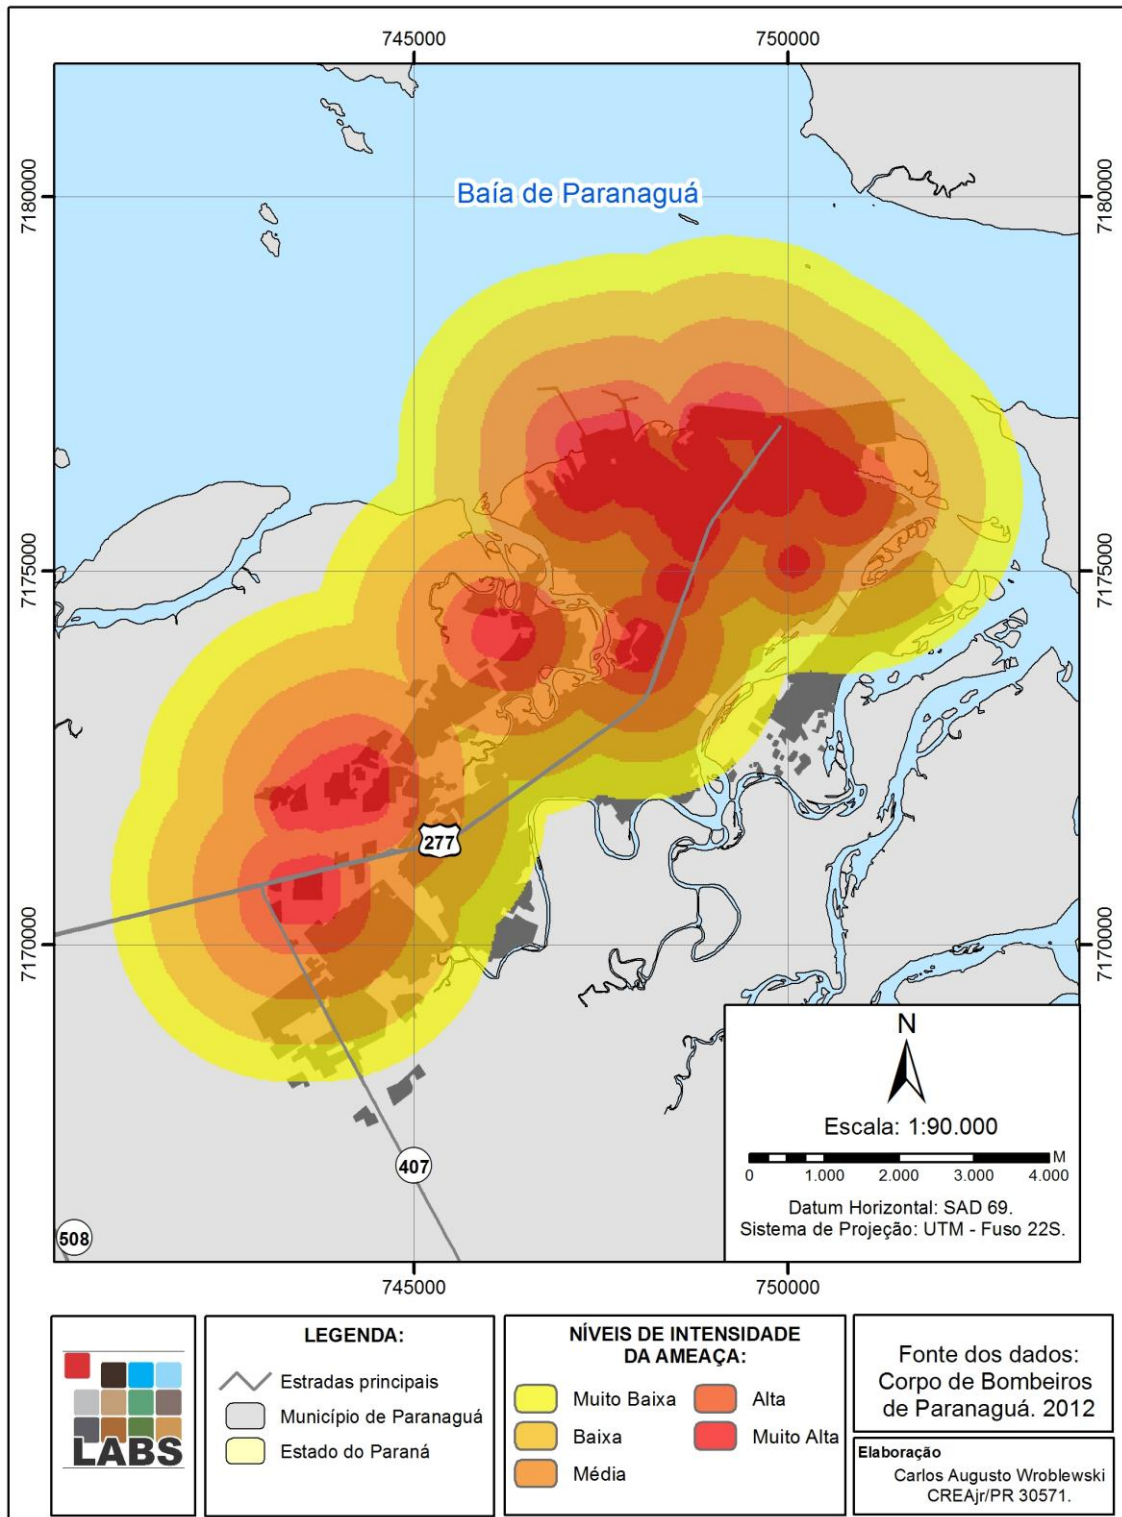 745000
750000
7180000
7180000
Baía de Paranaguá
7175000
7175000
277
7170000
7170000
407
508
N
Escala: 1:90.000
M
0
1.000
2.000
3.000
4.000
Datum Horizontal: SAD 69.
Sistema de Projeção: UTM - Fuso 22S.
745000
750000
LABS
LEGENDA:
Estradas principais
Município de Paranaguá
Estado do Paraná
NÍVEIS DE INTENSIDADE
DA AMEAÇA:
Muito Baixa
Baixa
Média
Alta
Muito Alta
Fonte dos dados:
Corpo de Bombeiros
de Paranaguá. 2012
Elaboração
Carlos Augusto Wroblewski
CREAjr/PR 30571.